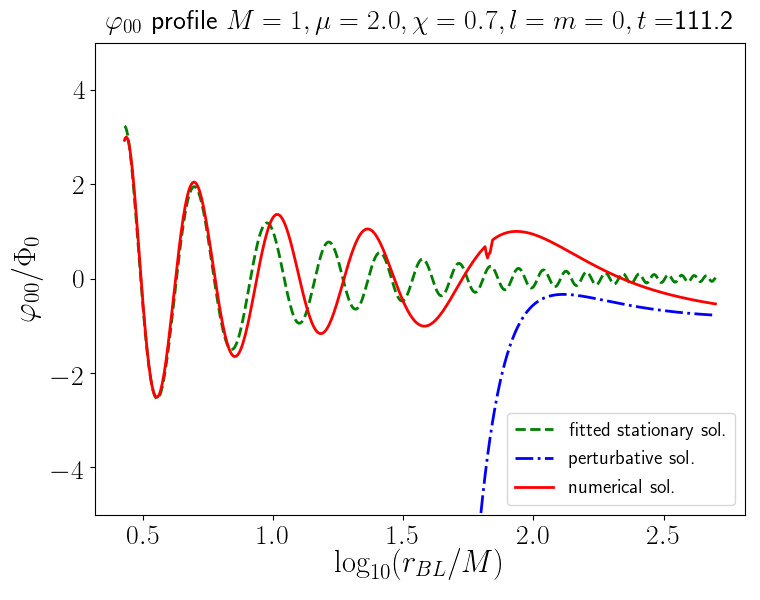 φ₀₀ profile M = 1, μ = 2.0, χ = 0.7, l = m = 0, t = 111.2
φ₀₀/Φ₀
4
2
0
−2
−4
fitted stationary sol.
perturbative sol.
numerical sol.
0.5 1.0 1.5 2.0 2.5
log₁₀(r_BL/M)